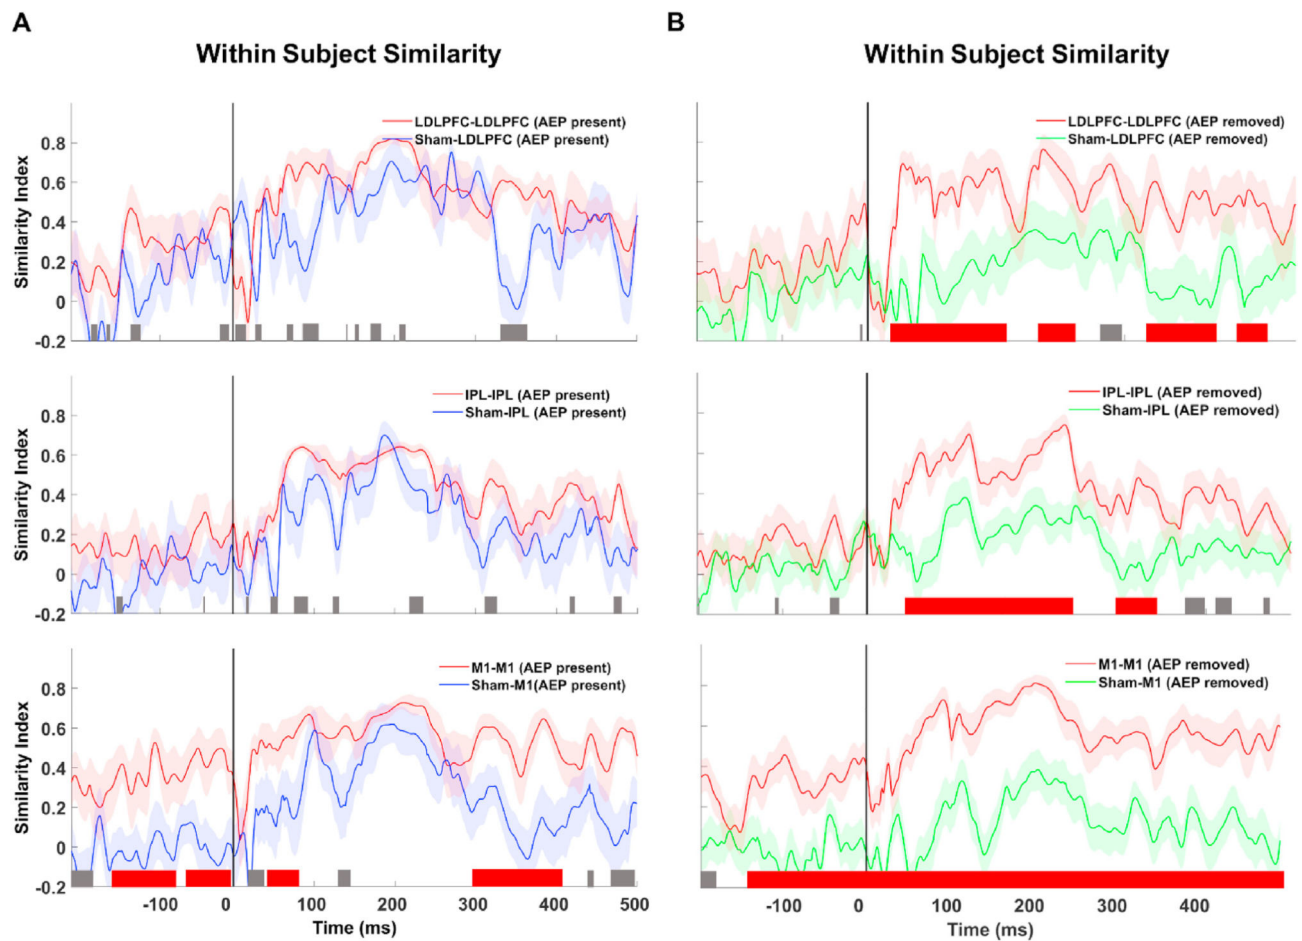 A
Within Subject Similarity
LDLPFC-LDLPFC (AEP present)
Sham-LDLPFC (AEP present)
Similarity Index
0.8
0.6
0.4
0.2
0
-0.2
IPL-IPL (AEP present)
Sham-IPL (AEP present)
Similarity Index
0.8
0.6
0.4
0.2
0
-0.2
M1-M1 (AEP present)
Sham-M1(AEP present)
Similarity Index
0.8
0.6
0.4
0.2
0
-0.2
-100 0 100 200 300 400 500
Time (ms)
B
Within Subject Similarity
LDLPFC-LDLPFC (AEP removed)
Sham-LDLPFC (AEP removed)
IPL-IPL (AEP removed)
Sham-IPL (AEP removed)
M1-M1 (AEP removed)
Sham-M1 (AEP removed)
-100 0 100 200 300 400
Time (ms)